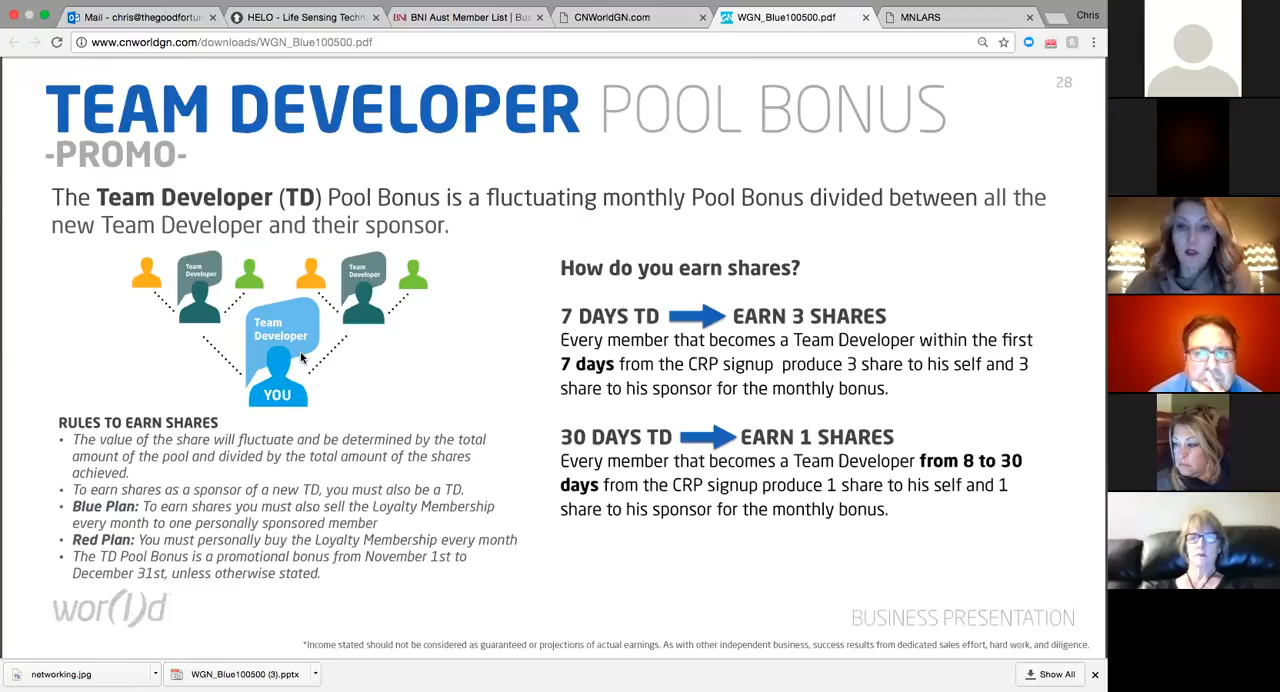 Mail - chris@thegoodfortun
HELO - Life Sensing Techn
BNI Aust Member List | Bus
CNWorldGN.com
WGN_Blue100500.pdf
MNLARS
Chris
www.cnworldgn.com/downloads/WGN_Blue100500.pdf
28
TEAM DEVELOPER POOL BONUS
-PROMO-
The Team Developer (TD) Pool Bonus is a fluctuating monthly Pool Bonus divided between all the
new Team Developer and their sponsor.
Team
Developer
Team
Developer
Team
Developer
YOU
RULES TO EARN SHARES
• The value of the share will fluctuate and be determined by the total
amount of the pool and divided by the total amount of the shares
achieved.
• To earn shares as a sponsor of a new TD, you must also be a TD.
• Blue Plan: To earn shares you must also sell the Loyalty Membership
every month to one personally sponsored member
• Red Plan: You must personally buy the Loyalty Membership every month
• The TD Pool Bonus is a promotional bonus from November 1st to
December 31st, unless otherwise stated.
How do you earn shares?
7 DAYS TD EARN 3 SHARES
Every member that becomes a Team Developer within the first
7 days from the CRP signup produce 3 share to his self and 3
share to his sponsor for the monthly bonus.
30 DAYS TD EARN 1 SHARES
Every member that becomes a Team Developer from 8 to 30
days from the CRP signup produce 1 share to his self and 1
share to his sponsor for the monthly bonus.
wor(l)d
BUSINESS PRESENTATION
*Income stated should not be considered as guaranteed or projections of actual earnings. As with other independent business, success results from dedicated sales effort, hard work, and diligence.
networking.jpg
WGN_Blue100500 (3).pptx
Show All